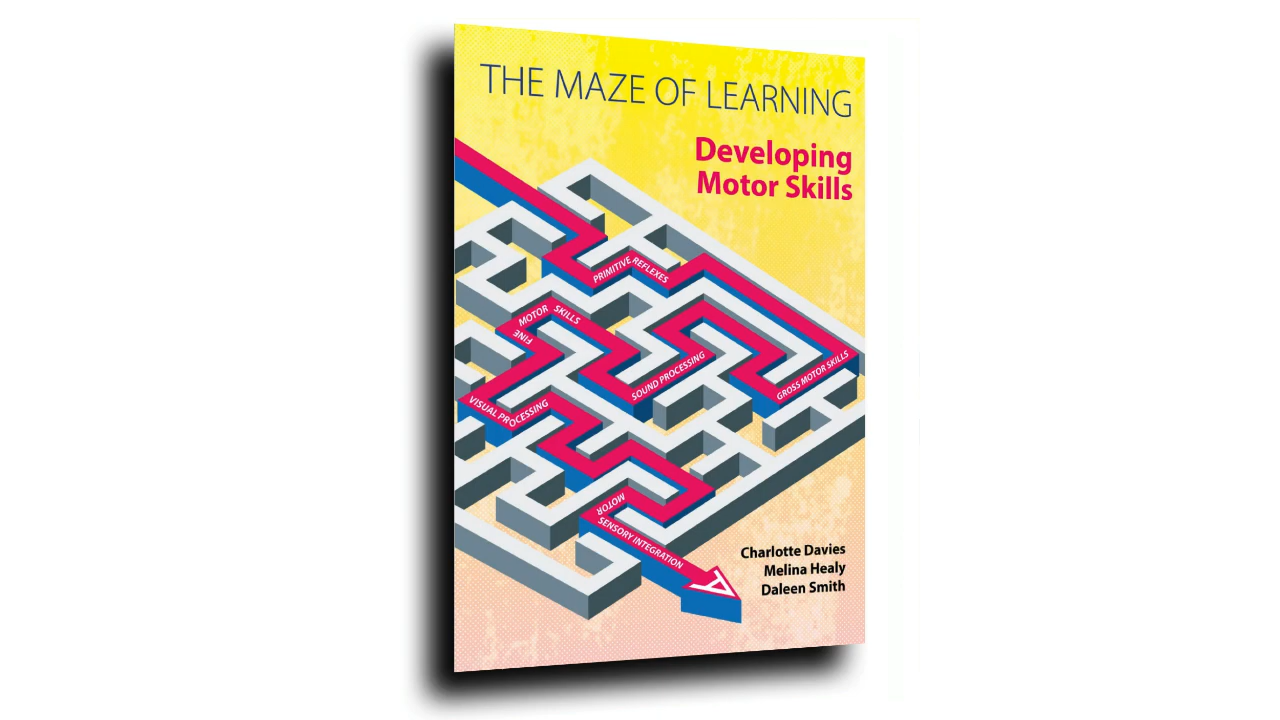 THE MAZE OF LEARNING
Developing
Motor Skills
PRIMITIVE REFLEXES
MOTOR SKILLS
FINE
SOUND PROCESSING
GROSS MOTOR SKILLS
VISUAL PROCESSING
MOTOR
SENSORY INTEGRATION
A
Charlotte Davies
Melina Healy
Daleen Smith